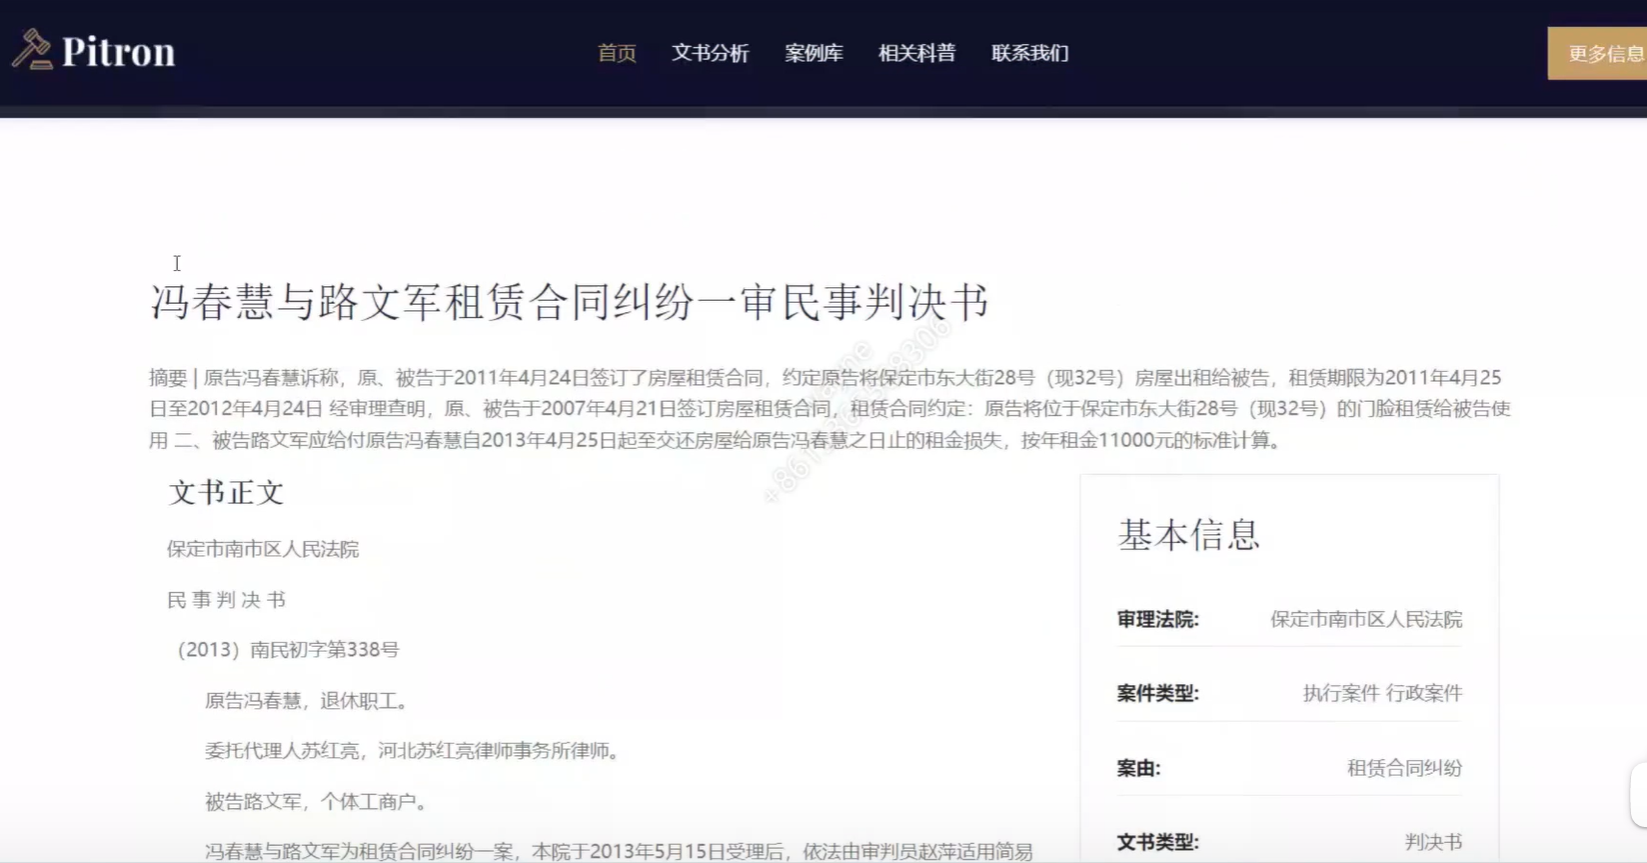 Pitron
首页 文书分析 案例库 相关科普 联系我们
更多信息
冯春慧与路文军租赁合同纠纷一审民事判决书
摘要 | 原告冯春慧诉称，原、被告于2011年4月24日签订了房屋租赁合同，约定原告将保定市东大街28号（现32号）房屋出租给被告，租赁期限为2011年4月25
日至2012年4月24日 经审理查明，原、被告于2007年4月21日签订房屋租赁合同，租赁合同约定：原告将位于保定市东大街28号（现32号）的门脸租赁给被告使
用 二、被告路文军应给付原告冯春慧自2013年4月25日起至交还房屋给原告冯春慧之日止的租金损失，按年租金11000元的标准计算。
文书正文
保定市南市区人民法院
民 事 判 决 书
（2013）南民初字第338号
原告冯春慧，退休职工。
委托代理人苏红亮，河北苏红亮律师事务所律师。
被告路文军，个体工商户。
冯春慧与路文军为租赁合同纠纷一案，本院于2013年5月15日受理后，依法由审判员赵萍适用简易
基本信息
审理法院: 保定市南市区人民法院
案件类型: 执行案件 行政案件
案由: 租赁合同纠纷
文书类型: 判决书